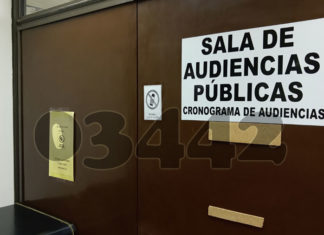 SALA DE
AUDIENCIAS
PÚBLICAS
CRONOGRAMA DE AUDIENCIAS
03442